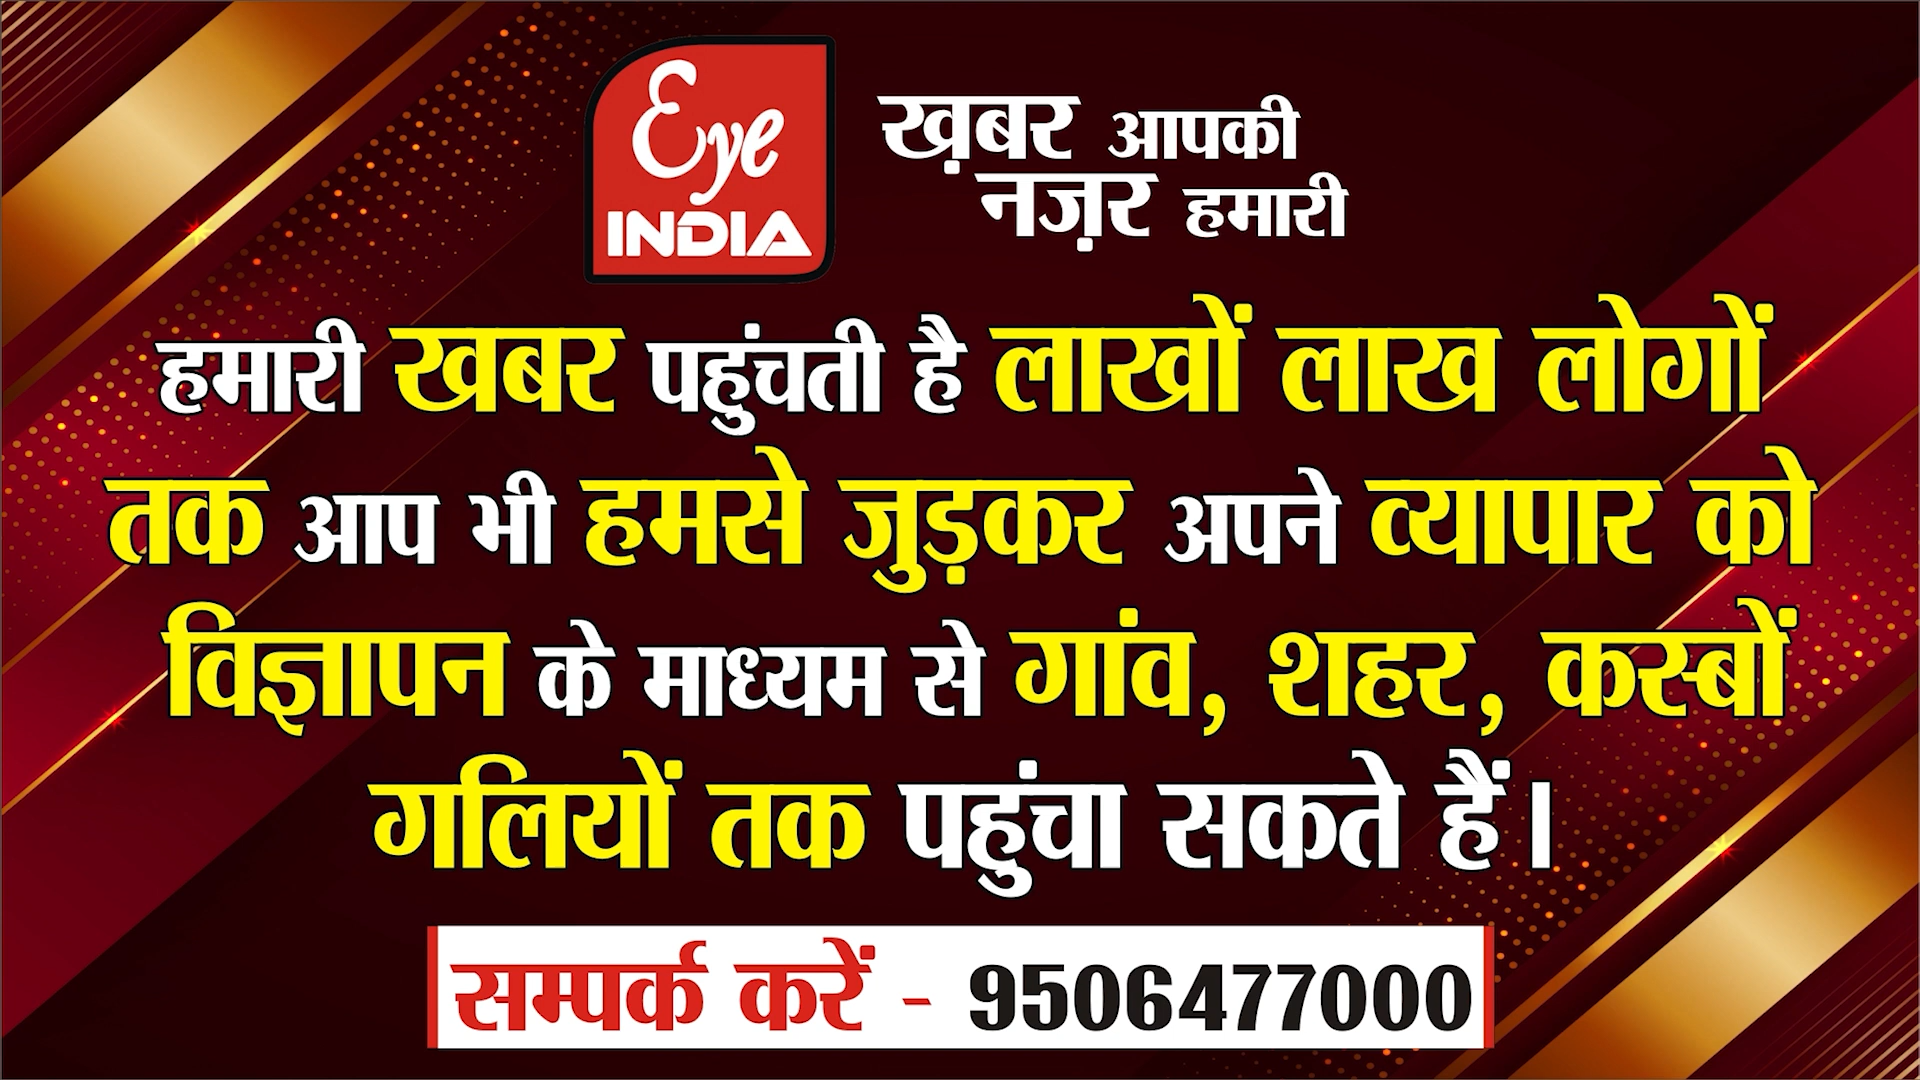 Eye
INDIA
ख़बर आपकी
नज़र हमारी
हमारी खबर पहुंचती है लाखों लाख लोगों
तक आप भी हमसे जुड़कर अपने व्यापार को
विज्ञापन के माध्यम से गांव, शहर, कस्बों
गलियों तक पहुंचा सकते हैं।
सम्पर्क करें - 9506477000